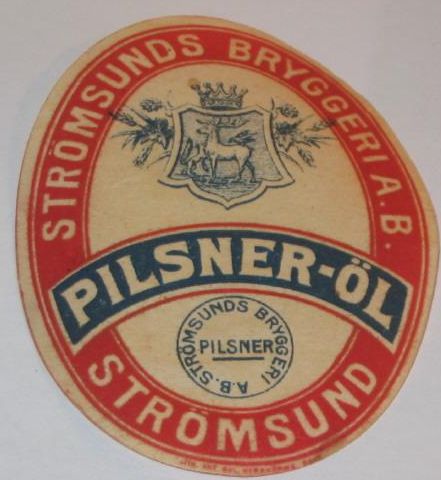 STRÖMSUNDS BRYGGERI A.B.
PILSNER-ÖL
A.B. STRÖMSUNDS BRYGGERI
PILSNER
STRÖMSUND